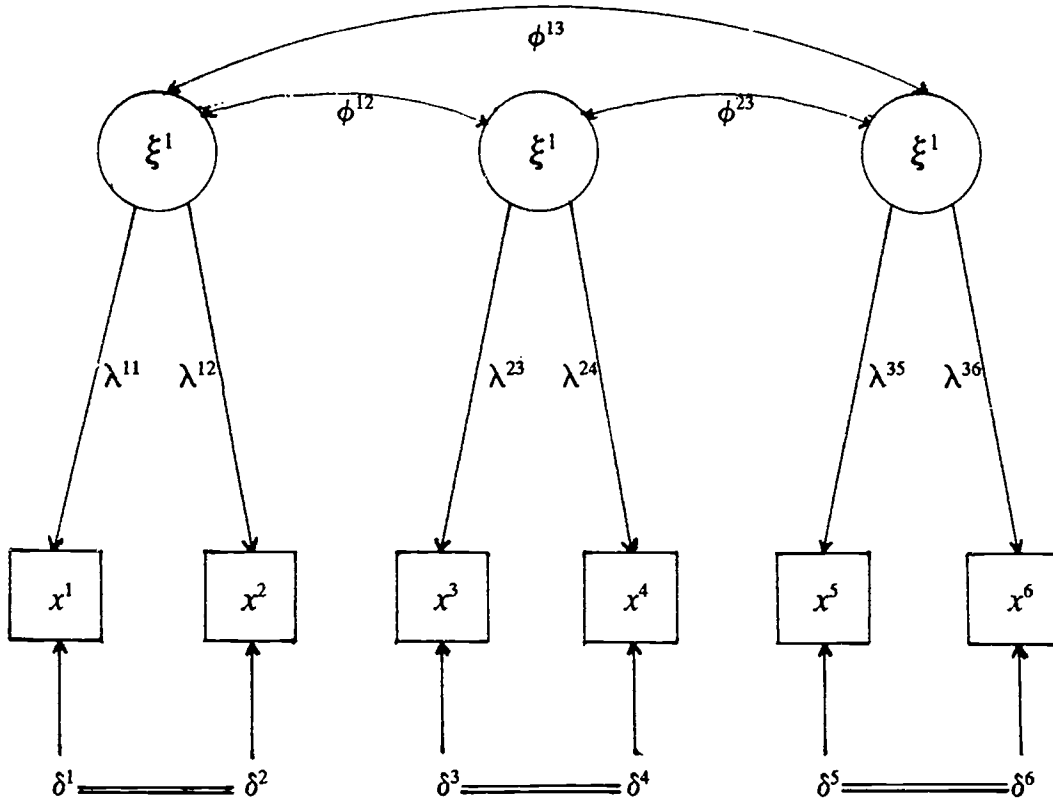 ϕ¹³
ϕ¹² ϕ²³
ξ¹ ξ¹ ξ¹
λ¹¹ λ¹² λ²³ λ²⁴ λ³⁵ λ³⁶
x¹ x² x³ x⁴ x⁵ x⁶
δ¹ δ² δ³ δ⁴ δ⁵ δ⁶